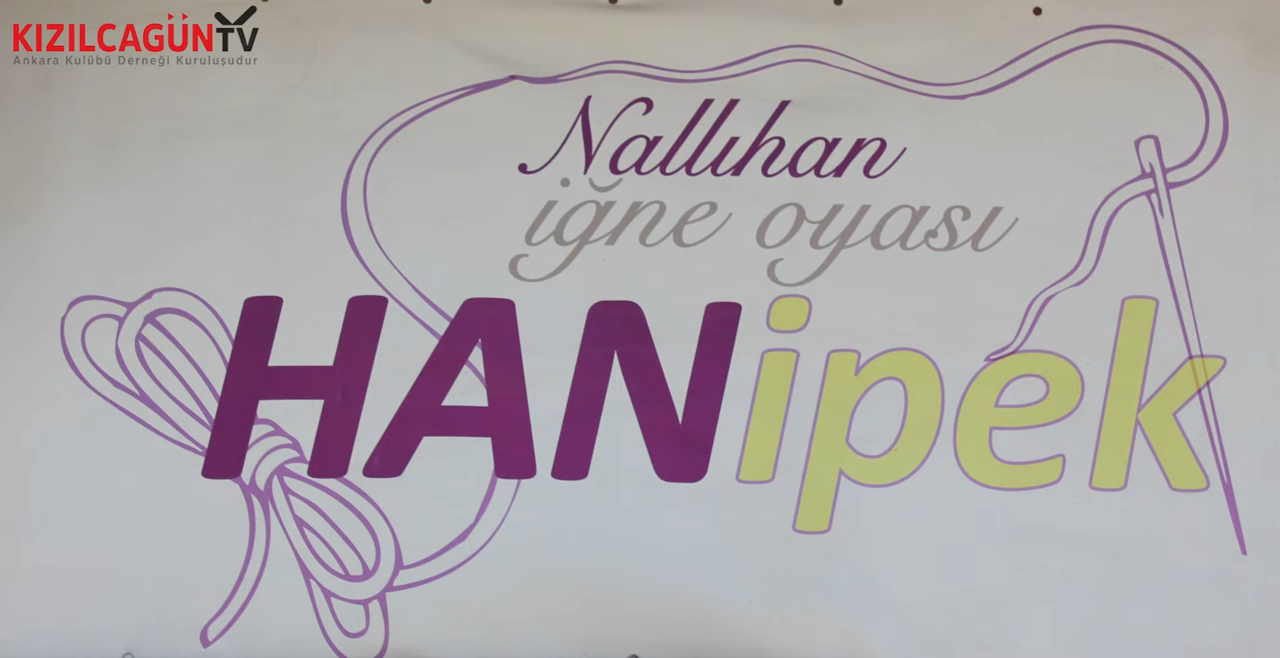 KIZILCAGÜNTV
Ankara Kulübü Derneği Kuruluşudur
Nallıhan
iğne oyası
HANipek